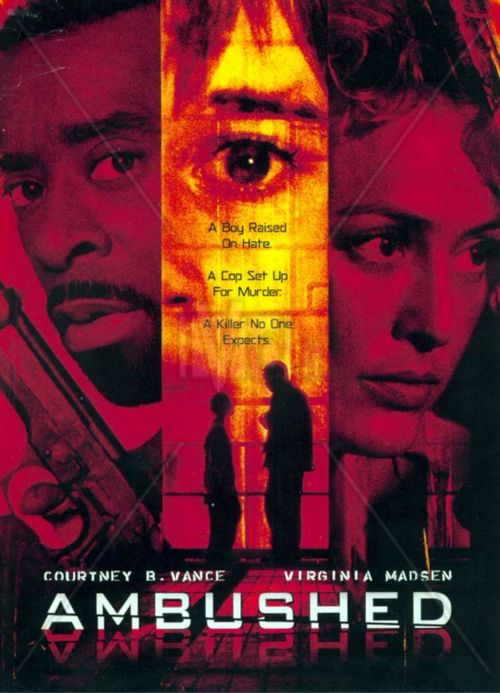 A Boy Raised
On Hate.
A Cop Set Up
For Murder.
A Killer No One
Expects.
COURTNEY B. VANCE VIRGINIA MADSEN
AMBUSHED